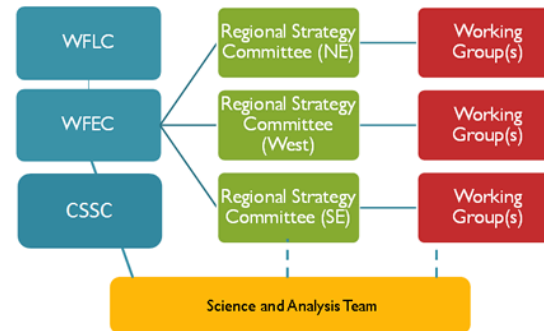 WFLC
Regional Strategy
Committee (NE)
Working
Group(s)
WFEC
Regional Strategy
Committee
(West)
Working
Group(s)
CSSC
Regional Strategy
Committee (SE)
Working
Group(s)
Science and Analysis Team